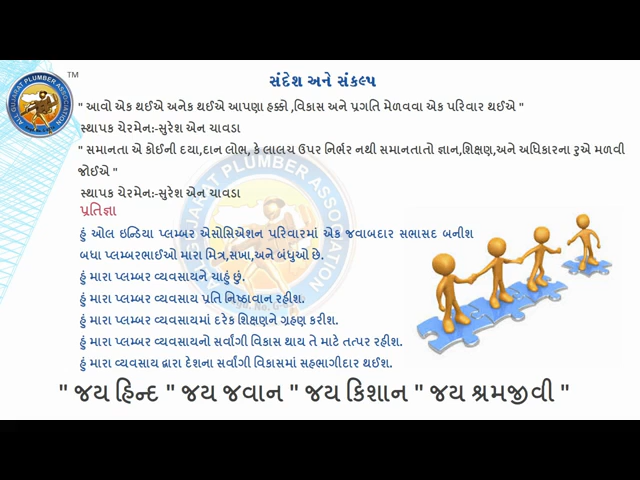 ALL GUJARAT PLUMBER ASSOCIATION
TM
સંદેશ અને સંકલ્પ
" આવો એક થઈએ અનેક થઈએ આપણા હક્કો ,વિકાસ અને પ્રગતિ મેળવવા એક પરિવાર થઈએ "
સ્થાપક ચેરમેન:-સુરેશ એન ચાવડા
" સમાનતા એ કોઈની દયા,દાન લોભ, કે લાલચ ઉપર નિર્ભર નથી સમાનતાતો જ્ઞાન,શિક્ષણ,અને અધિકારના રુએ મળવી
જોઈએ "
સ્થાપક ચેરમેન:-સુરેશ એન ચાવડા
પ્રતિજ્ઞા
હું ઓલ ઇન્ડિયા પ્લમ્બર એસોસિએશન પરિવારમાં એક જવાબદાર સભાસદ બનીશ
બધા પ્લમ્બરભાઈઓ મારા મિત્ર,સખા,અને બંધુઓ છે.
હું મારા પ્લમ્બર વ્યવસાયને ચાહું છું.
હું મારા પ્લમ્બર વ્યવસાય પ્રતિ નિષ્ઠાવાન રહીશ.
હું મારા પ્લમ્બર વ્યવસાયમાં દરેક શિક્ષણને ગ્રહણ કરીશ.
હું મારા પ્લમ્બર વ્યવસાયનો સર્વાંગી વિકાસ થાય તે માટે તત્પર રહીશ.
હું મારા વ્યવસાય દ્વારા દેશના સર્વાંગી વિકાસમાં સહભાગીદાર થઈશ.
" જય હિન્દ " જય જવાન " જય કિશાન " જય શ્રમજીવી "